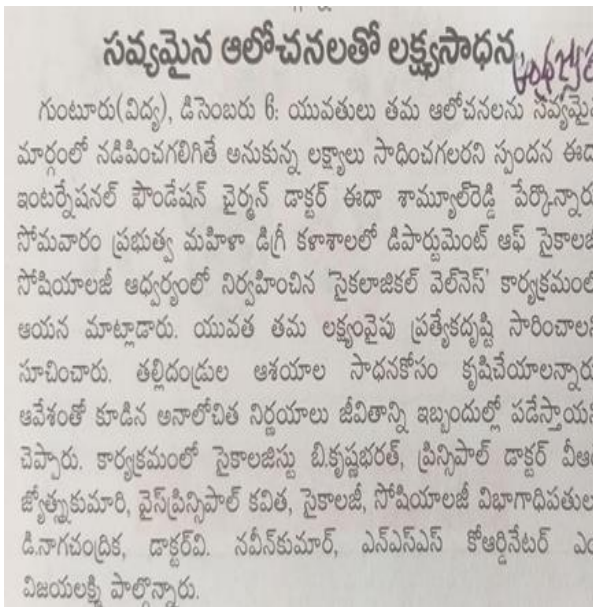 సవ్యమైన ఆలోచనలతో లక్ష్యసాధన
గుంటూరు(విద్య), డిసెంబరు 6: యువతులు తమ ఆలోచనలను సవ్యమైన
మార్గంలో నడిపించగలిగితే అనుకున్న లక్ష్యాలు సాధించగలరని స్పందన ఈదా
ఇంటర్నేషనల్ ఫౌండేషన్ చైర్మన్ డాక్టర్ ఈదా శామ్యూల్‌రెడ్డి పేర్కొన్నారు
సోమవారం ప్రభుత్వ మహిళా డిగ్రీ కళాశాలలో డిపార్టుమెంట్ ఆఫ్ సైకాలజీ
సోషియాలజీ ఆధ్వర్యంలో నిర్వహించిన 'సైకలాజికల్ వెల్‌నెస్' కార్యక్రమంలో
ఆయన మాట్లాడారు. యువత తమ లక్ష్యంవైపు ప్రత్యేకదృష్టి సారించాలని
సూచించారు. తల్లిదండ్రుల ఆశయాల సాధనకోసం కృషిచేయాలన్నారు
ఆవేశంతో కూడిన అనాలోచిత నిర్ణయాలు జీవితాన్ని ఇబ్బందుల్లో పడేస్తాయని
చెప్పారు. కార్యక్రమంలో సైకాలజిస్టు బి.కృష్ణభరత్, ప్రిన్సిపాల్ డాక్టర్ వీఆర్
జ్యోత్స్నకుమారి, వైస్‌ప్రిన్సిపాల్ కవిత, సైకాలజీ, సోషియాలజీ విభాగాధిపతులు
డి.నాగచంద్రిక, డాక్టర్‌వి. నవీన్‌కుమార్, ఎన్ఎస్ఎస్ కోఆర్డినేటర్ ఎం
విజయలక్ష్మి పాల్గొన్నారు.